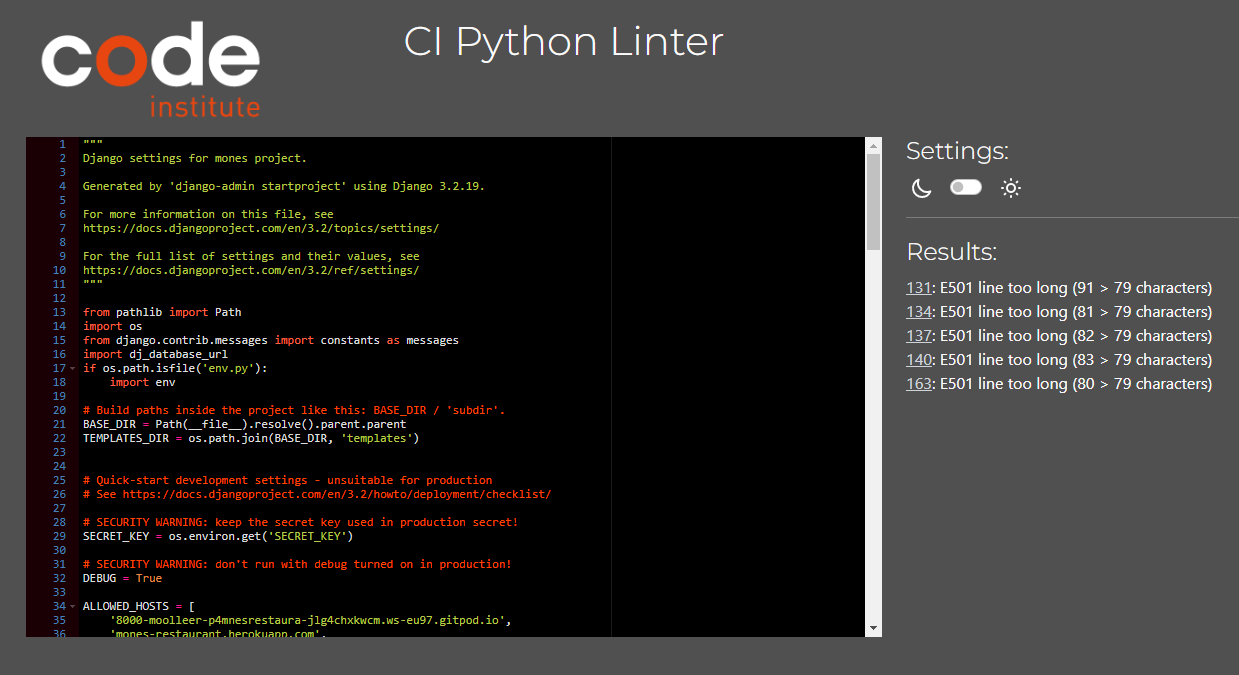 code
institute
CI Python Linter
1 """
2 Django settings for mones project.
3
4 Generated by 'django-admin startproject' using Django 3.2.19.
5
6 For more information on this file, see
7 https://docs.djangoproject.com/en/3.2/topics/settings/
8
9 For the full list of settings and their values, see
10 https://docs.djangoproject.com/en/3.2/ref/settings/
11 """
12
13 from pathlib import Path
14 import os
15 from django.contrib.messages import constants as messages
16 import dj_database_url
17 if os.path.isfile('env.py'):
18     import env
19
20 # Build paths inside the project like this: BASE_DIR / 'subdir'.
21 BASE_DIR = Path(__file__).resolve().parent.parent
22 TEMPLATES_DIR = os.path.join(BASE_DIR, 'templates')
23
24
25 # Quick-start development settings - unsuitable for production
26 # See https://docs.djangoproject.com/en/3.2/howto/deployment/checklist/
27
28 # SECURITY WARNING: keep the secret key used in production secret!
29 SECRET_KEY = os.environ.get('SECRET_KEY')
30
31 # SECURITY WARNING: don't run with debug turned on in production!
32 DEBUG = True
33
34 ALLOWED_HOSTS = [
35     '8000-moolleer-p4mnesrestaura-jlg4chxkwcm.ws-eu97.gitpod.io',
36     'mones-restaurant.herokuapp.com',
Settings:
Results:
131: E501 line too long (91 > 79 characters)
134: E501 line too long (81 > 79 characters)
137: E501 line too long (82 > 79 characters)
140: E501 line too long (83 > 79 characters)
163: E501 line too long (80 > 79 characters)